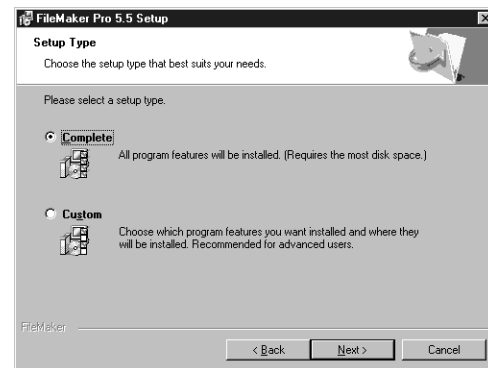 FileMaker Pro 5.5 Setup
Setup Type
Choose the setup type that best suits your needs.
Please select a setup type.
Complete
All program features will be installed. (Requires the most disk space.)
Custom
Choose which program features you want installed and where they
will be installed. Recommended for advanced users.
FileMaker
< Back
Next >
Cancel